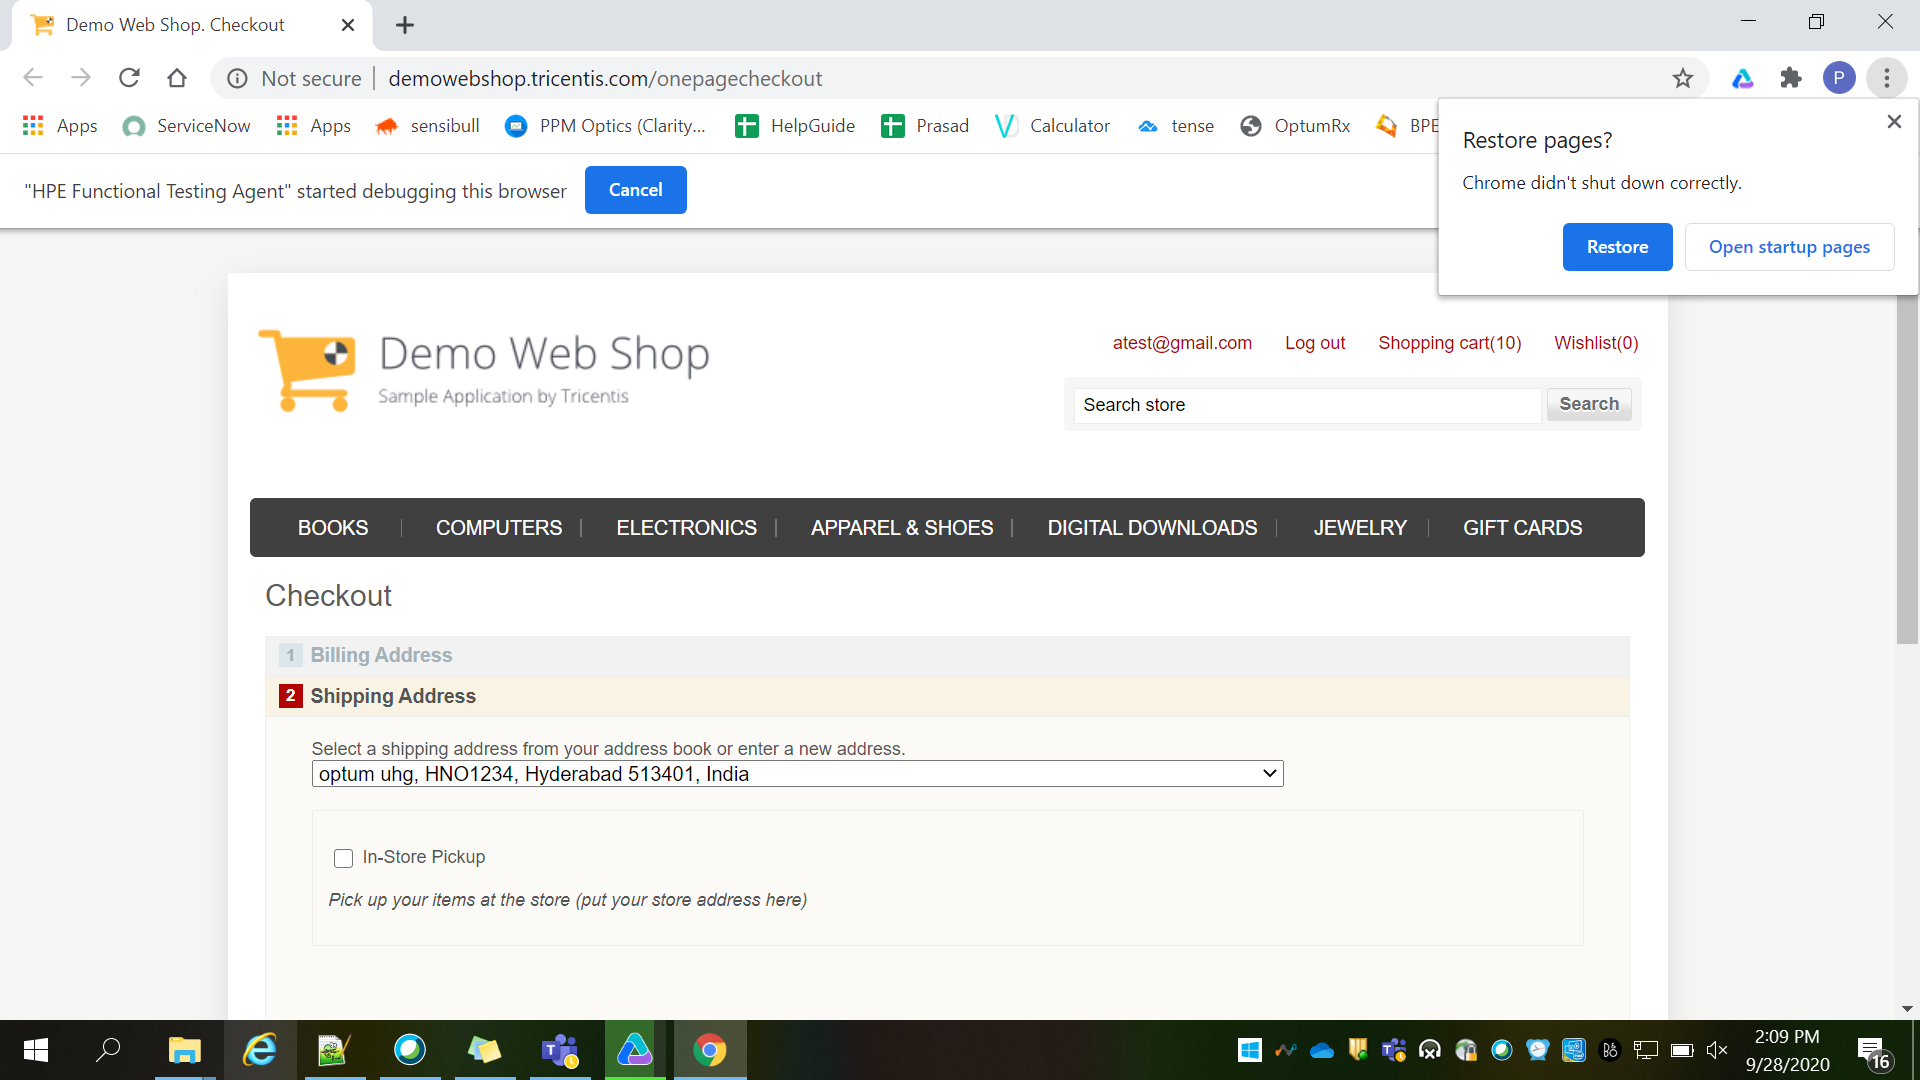 Demo Web Shop. Checkout
Not secure
demowebshop.tricentis.com/onepagecheckout
P
Apps
ServiceNow
Apps
sensibull
PPM Optics (Clarity...
HelpGuide
Prasad
Calculator
tense
OptumRx
BPE
Restore pages?
Chrome didn't shut down correctly.
Restore
Open startup pages
"HPE Functional Testing Agent" started debugging this browser
Cancel
Demo Web Shop
Sample Application by Tricentis
atest@gmail.com
Log out
Shopping cart(10)
Wishlist(0)
Search store
Search
BOOKS
COMPUTERS
ELECTRONICS
APPAREL & SHOES
DIGITAL DOWNLOADS
JEWELRY
GIFT CARDS
Checkout
1 Billing Address
2 Shipping Address
Select a shipping address from your address book or enter a new address.
optum uhg, HNO1234, Hyderabad 513401, India
In-Store Pickup
Pick up your items at the store (put your store address here)
2:09 PM
9/28/2020
16